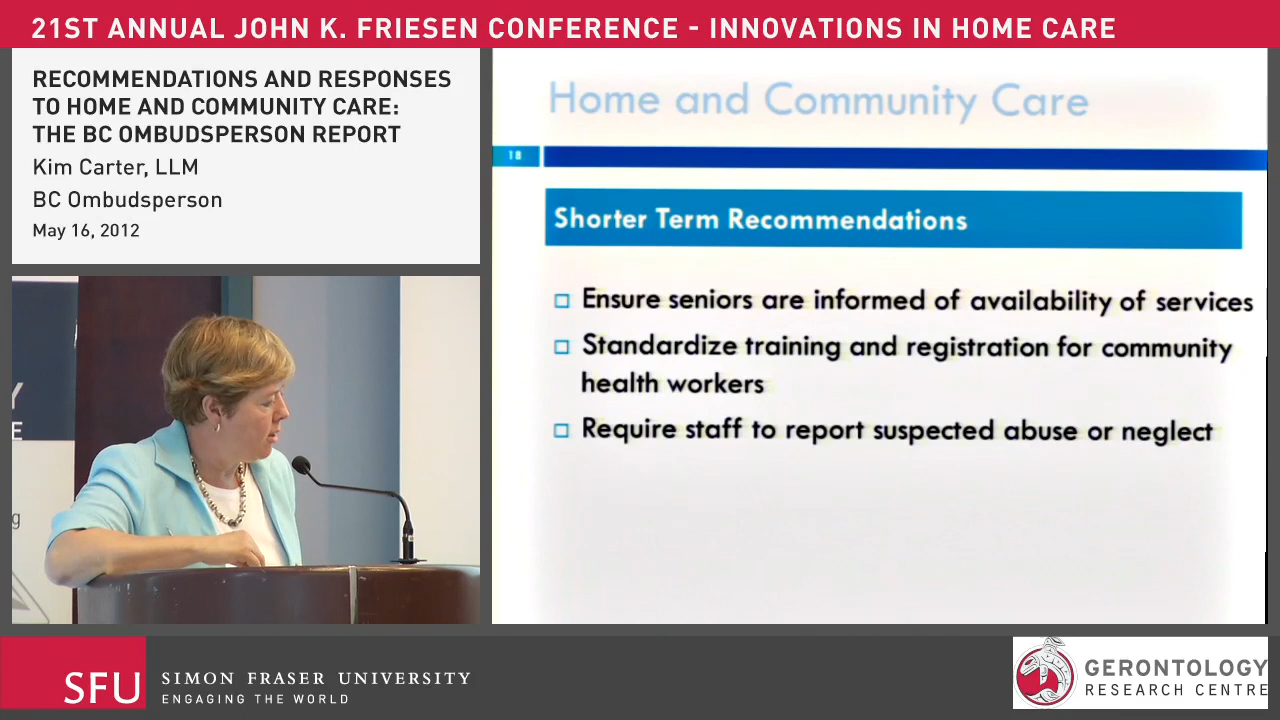 21ST ANNUAL JOHN K. FRIESEN CONFERENCE - INNOVATIONS IN HOME CARE
RECOMMENDATIONS AND RESPONSES
TO HOME AND COMMUNITY CARE:
THE BC OMBUDSPERSON REPORT
Kim Carter, LLM
BC Ombudsperson
May 16, 2012
Home and Community Care
18
Shorter Term Recommendations
Ensure seniors are informed of availability of services
Standardize training and registration for community
health workers
Require staff to report suspected abuse or neglect
SFU
SIMON FRASER UNIVERSITY
ENGAGING THE WORLD
GERONTOLOGY
RESEARCH CENTRE